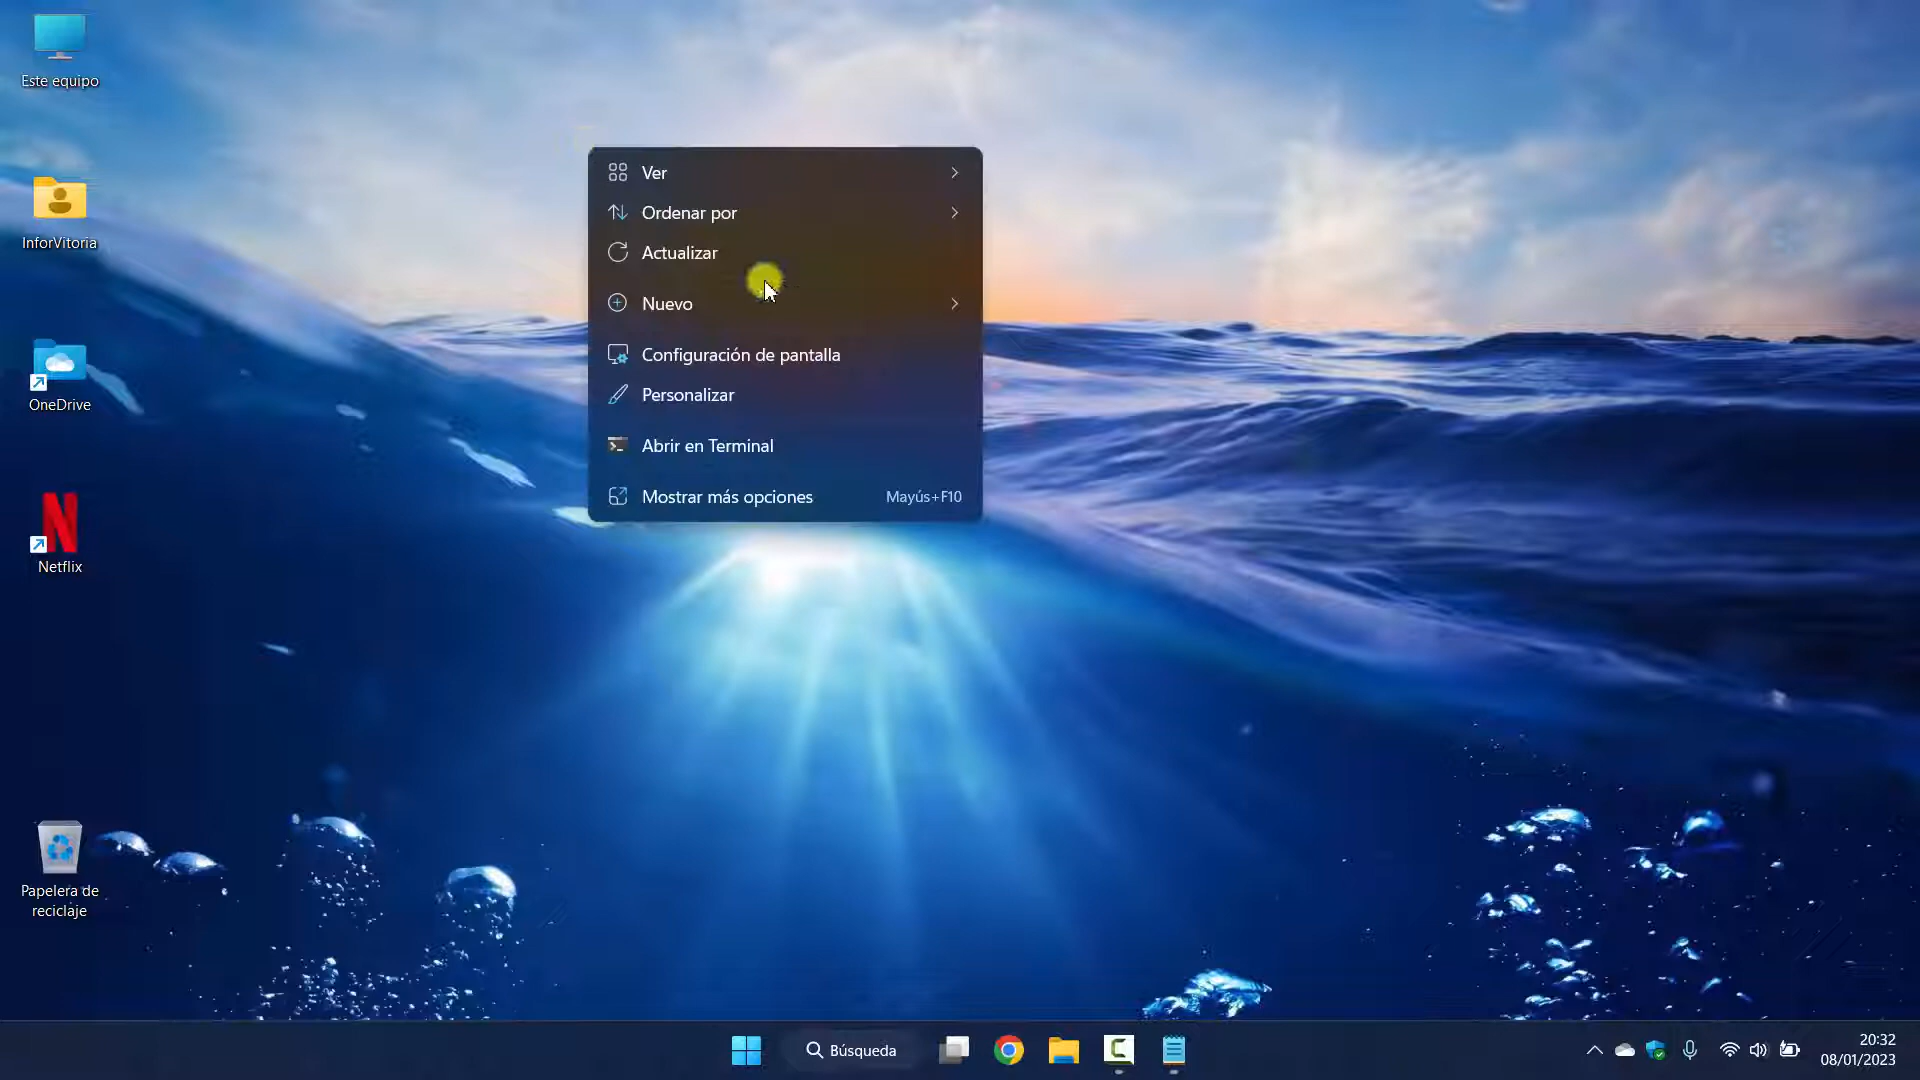 Este equipo
InforVitoria
OneDrive
Netflix
Papelera de
reciclaje
Ver
Ordenar por
Actualizar
Nuevo
Configuración de pantalla
Personalizar
Abrir en Terminal
Mostrar más opciones Mayús+F10
Búsqueda
20:32
08/01/2023